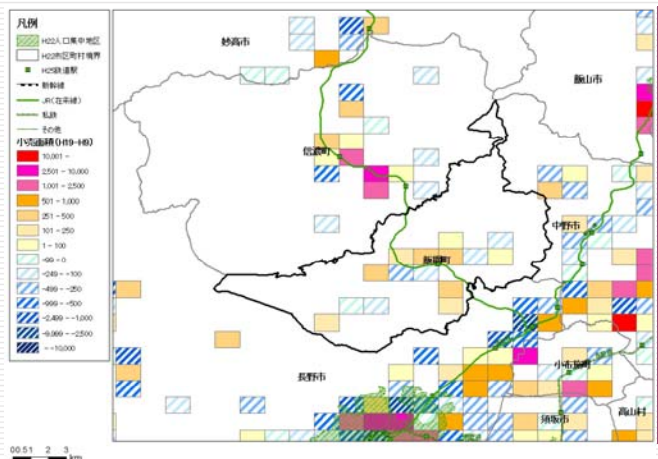 凡例
H22人口集中地区
H22市区町村境界
H25鉄道駅
新幹線
JR(在来線)
私鉄
その他
小売面積(H19-H9)
10,001 -
2,501 - 10,000
1,001 - 2,500
501 - 1,000
251 - 500
101 - 250
1 - 100
-99 - 0
-249 - -100
-499 - -250
-999 - -500
-2,499 - -1,000
-9,999 - -2,500
- -10,000
妙高市
飯山市
信濃町
中野市
飯綱町
長野市
小布施町
須坂市
高山村
00.51 2 3
km